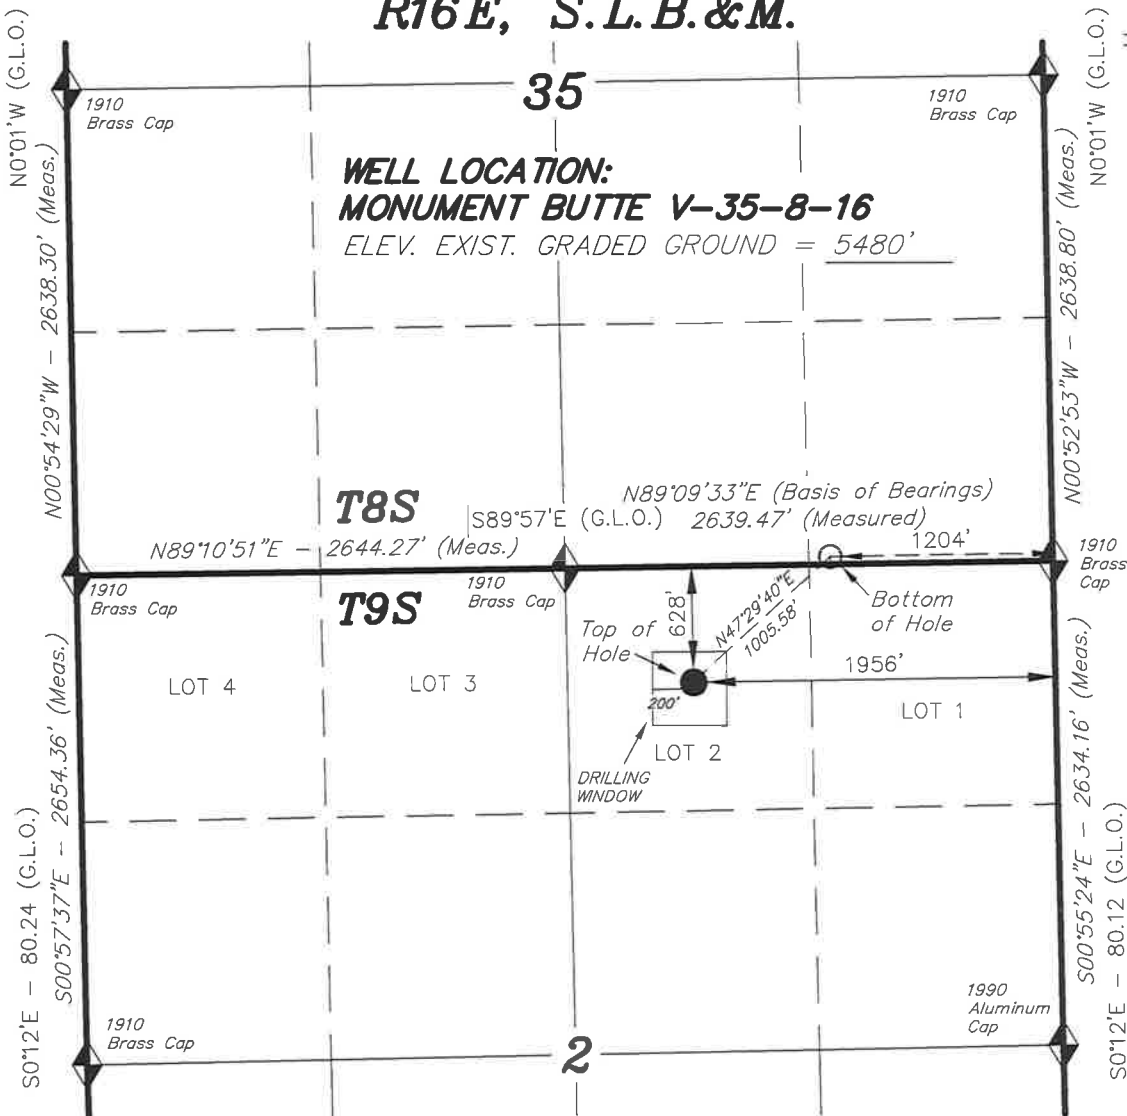 R16E, S.L.B.&M.
N0°01'W (G.L.O.)
N0°01'W (G.L.O.)
35
1910
Brass Cap
1910
Brass Cap
WELL LOCATION:
MONUMENT BUTTE V-35-8-16
ELEV. EXIST. GRADED GROUND = 5480'
N00°54'29"W - 2638.30' (Meas.)
N00°52'53"W - 2638.80' (Meas.)
T8S
N89°09'33"E (Basis of Bearings)
S89°57'E (G.L.O.) 2639.47' (Measured)
N89°10'51"E - 2644.27' (Meas.)
1204'
1910
Brass
Cap
1910
Brass Cap
1910
Brass Cap
T9S
628'
N47°29'40"E
1005.58'
Bottom
of Hole
Top of
Hole
1956'
LOT 4
LOT 3
200'
LOT 1
LOT 2
DRILLING
WINDOW
S00°57'37"E - 2654.36' (Meas.)
S0°12'E - 80.24 (G.L.O.)
S00°55'24"E - 2634.16' (Meas.)
S0°12'E - 80.12 (G.L.O.)
1990
Aluminum
Cap
1910
Brass Cap
2